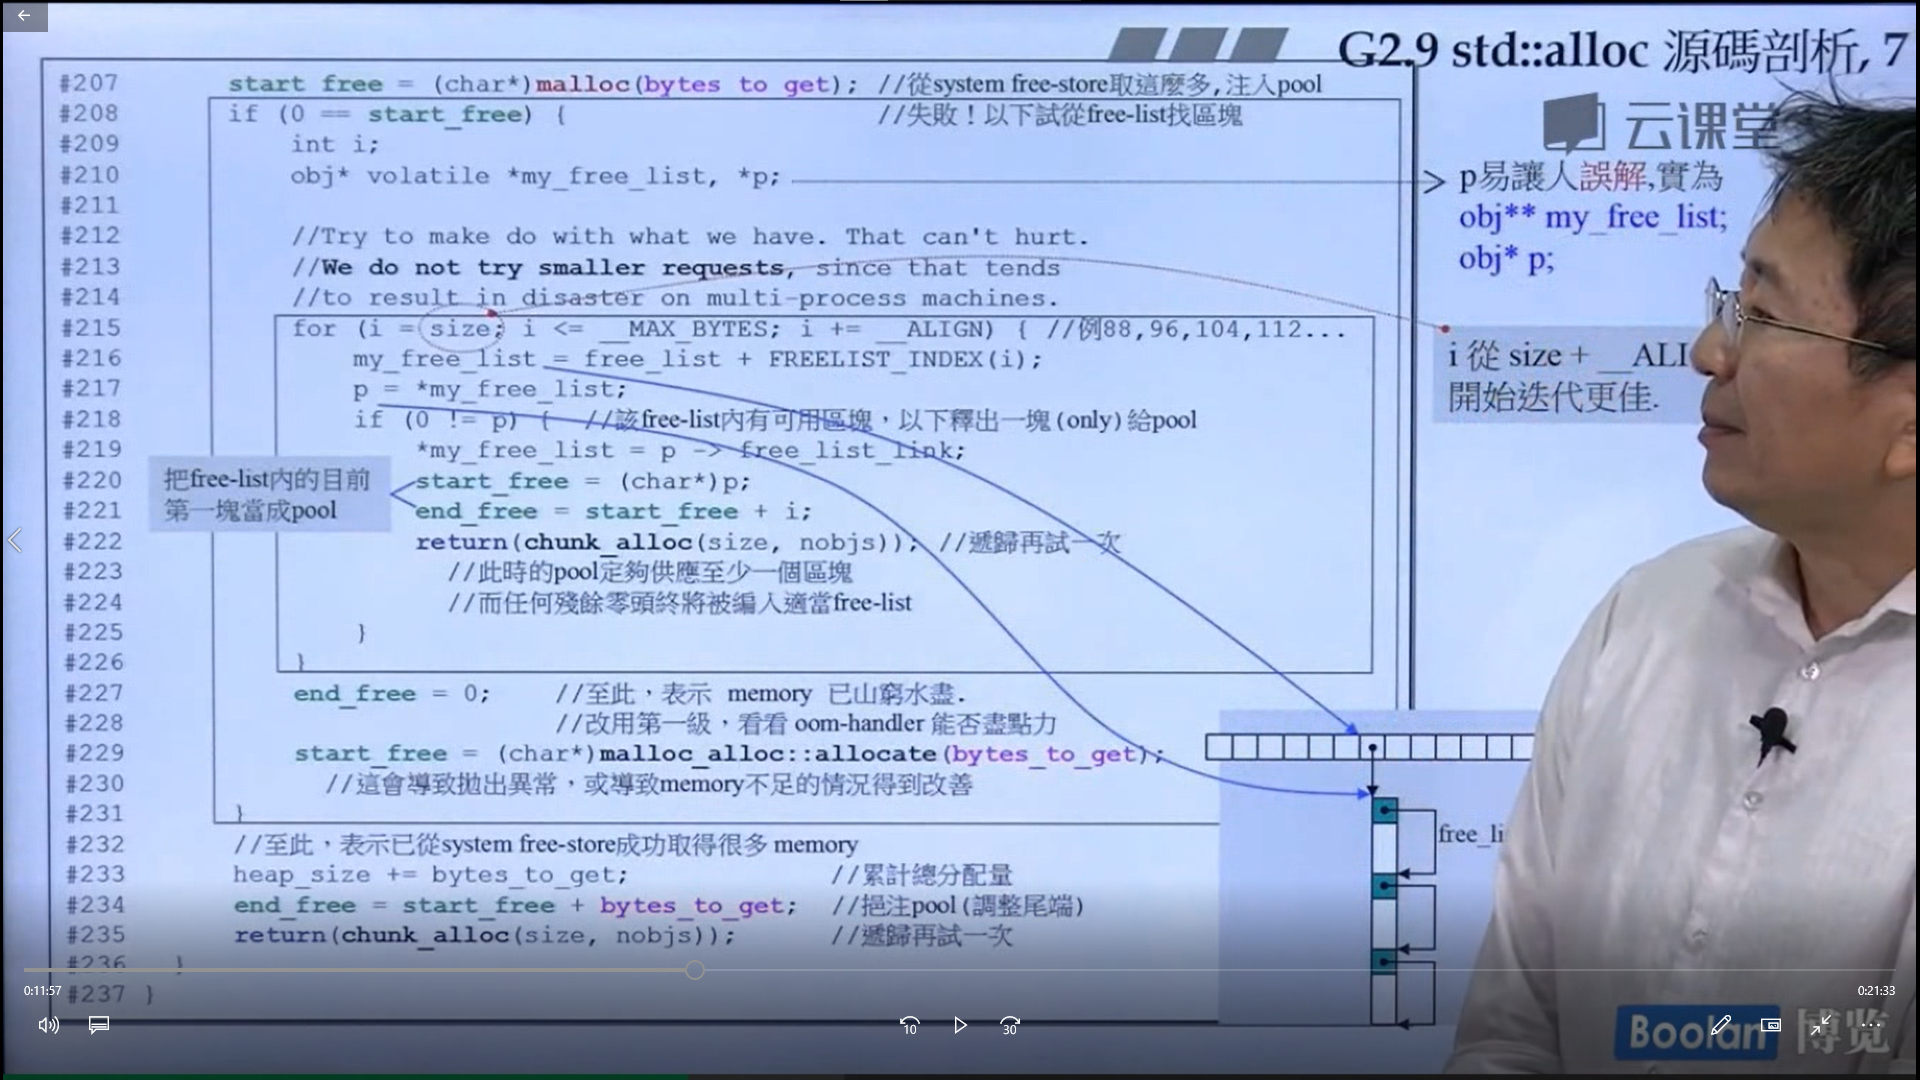 G2.9 std::alloc 源碼剖析, 7
云课堂
#207 start_free = (char*)malloc(bytes_to_get); //從system free-store取這麼多,注入pool
#208 if (0 == start_free) { //失敗！以下試從free-list找區塊
#209 int i;
#210 obj* volatile *my_free_list, *p;
p易讓人誤解,實為
obj** my_free_list;
obj* p;
#211
#212 //Try to make do with what we have. That can't hurt.
#213 //We do not try smaller requests, since that tends
#214 //to result in disaster on multi-process machines.
#215 for (i = size; i <= __MAX_BYTES; i += __ALIGN) { //例88,96,104,112...
i 從 size + __ALI
開始迭代更佳.
#216 my_free_list = free_list + FREELIST_INDEX(i);
#217 p = *my_free_list;
#218 if (0 != p) { //該free-list內有可用區塊，以下釋出一塊(only)給pool
#219 *my_free_list = p -> free_list_link;
把free-list內的目前
第一塊當成pool
#220 start_free = (char*)p;
#221 end_free = start_free + i;
#222 return(chunk_alloc(size, nobjs)); //遞歸再試一次
#223 //此時的pool定夠供應至少一個區塊
#224 //而任何殘餘零頭終將被編入適當free-list
#225 }
#226 }
#227 end_free = 0; //至此，表示 memory 已山窮水盡.
#228 //改用第一級，看看 oom-handler 能否盡點力
#229 start_free = (char*)malloc_alloc::allocate(bytes_to_get);
#230 //這會導致拋出異常，或導致memory不足的情況得到改善
#231 }
free_li
#232 //至此，表示已從system free-store成功取得很多 memory
#233 heap_size += bytes_to_get; //累計總分配量
#234 end_free = start_free + bytes_to_get; //挹注pool(調整尾端)
#235 return(chunk_alloc(size, nobjs)); //遞歸再試一次
#236 }
#237 }
0:11:57
0:21:33
10
30
Boolan 博览